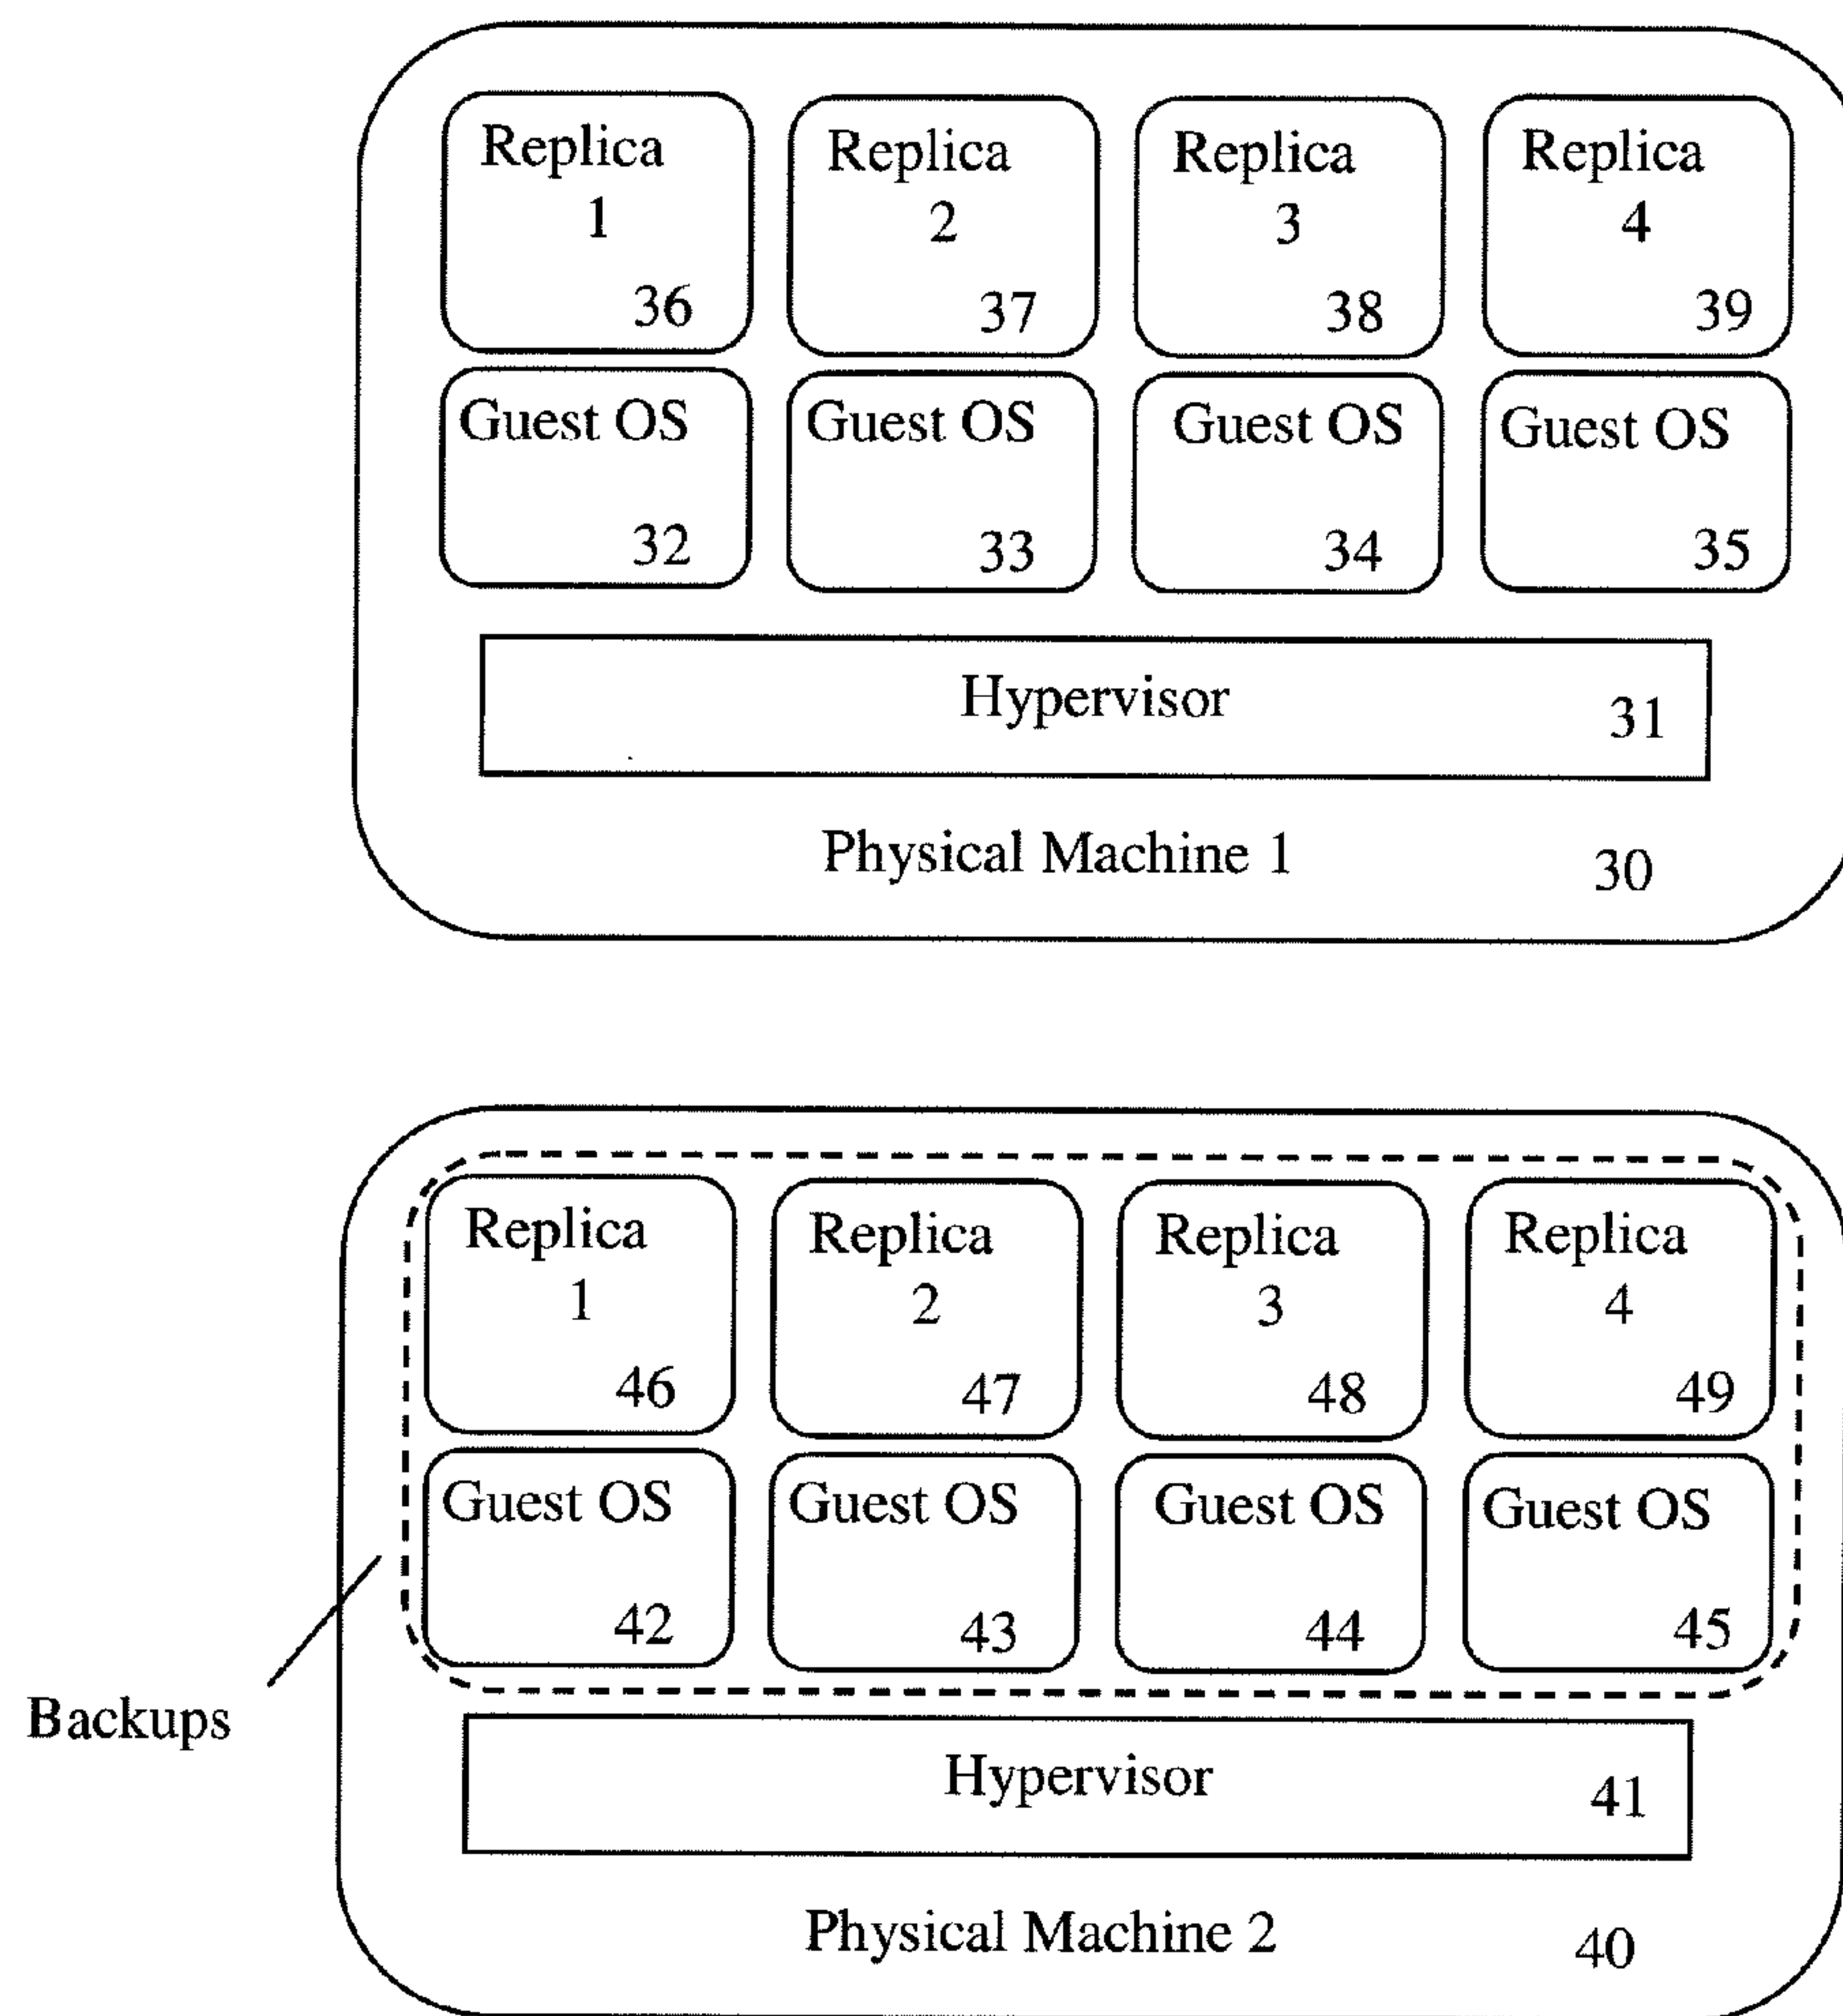 Replica Replica Replica Replica
1 2 3 4
36 37 38 39
Guest OS Guest OS Guest OS Guest OS
32 33 34 35
Hypervisor 31
Physical Machine 1 30
Replica Replica Replica Replica
1 2 3 4
46 47 48 49
Guest OS Guest OS Guest OS Guest OS
42 43 44 45
Backups
Hypervisor 41
Physical Machine 2 40